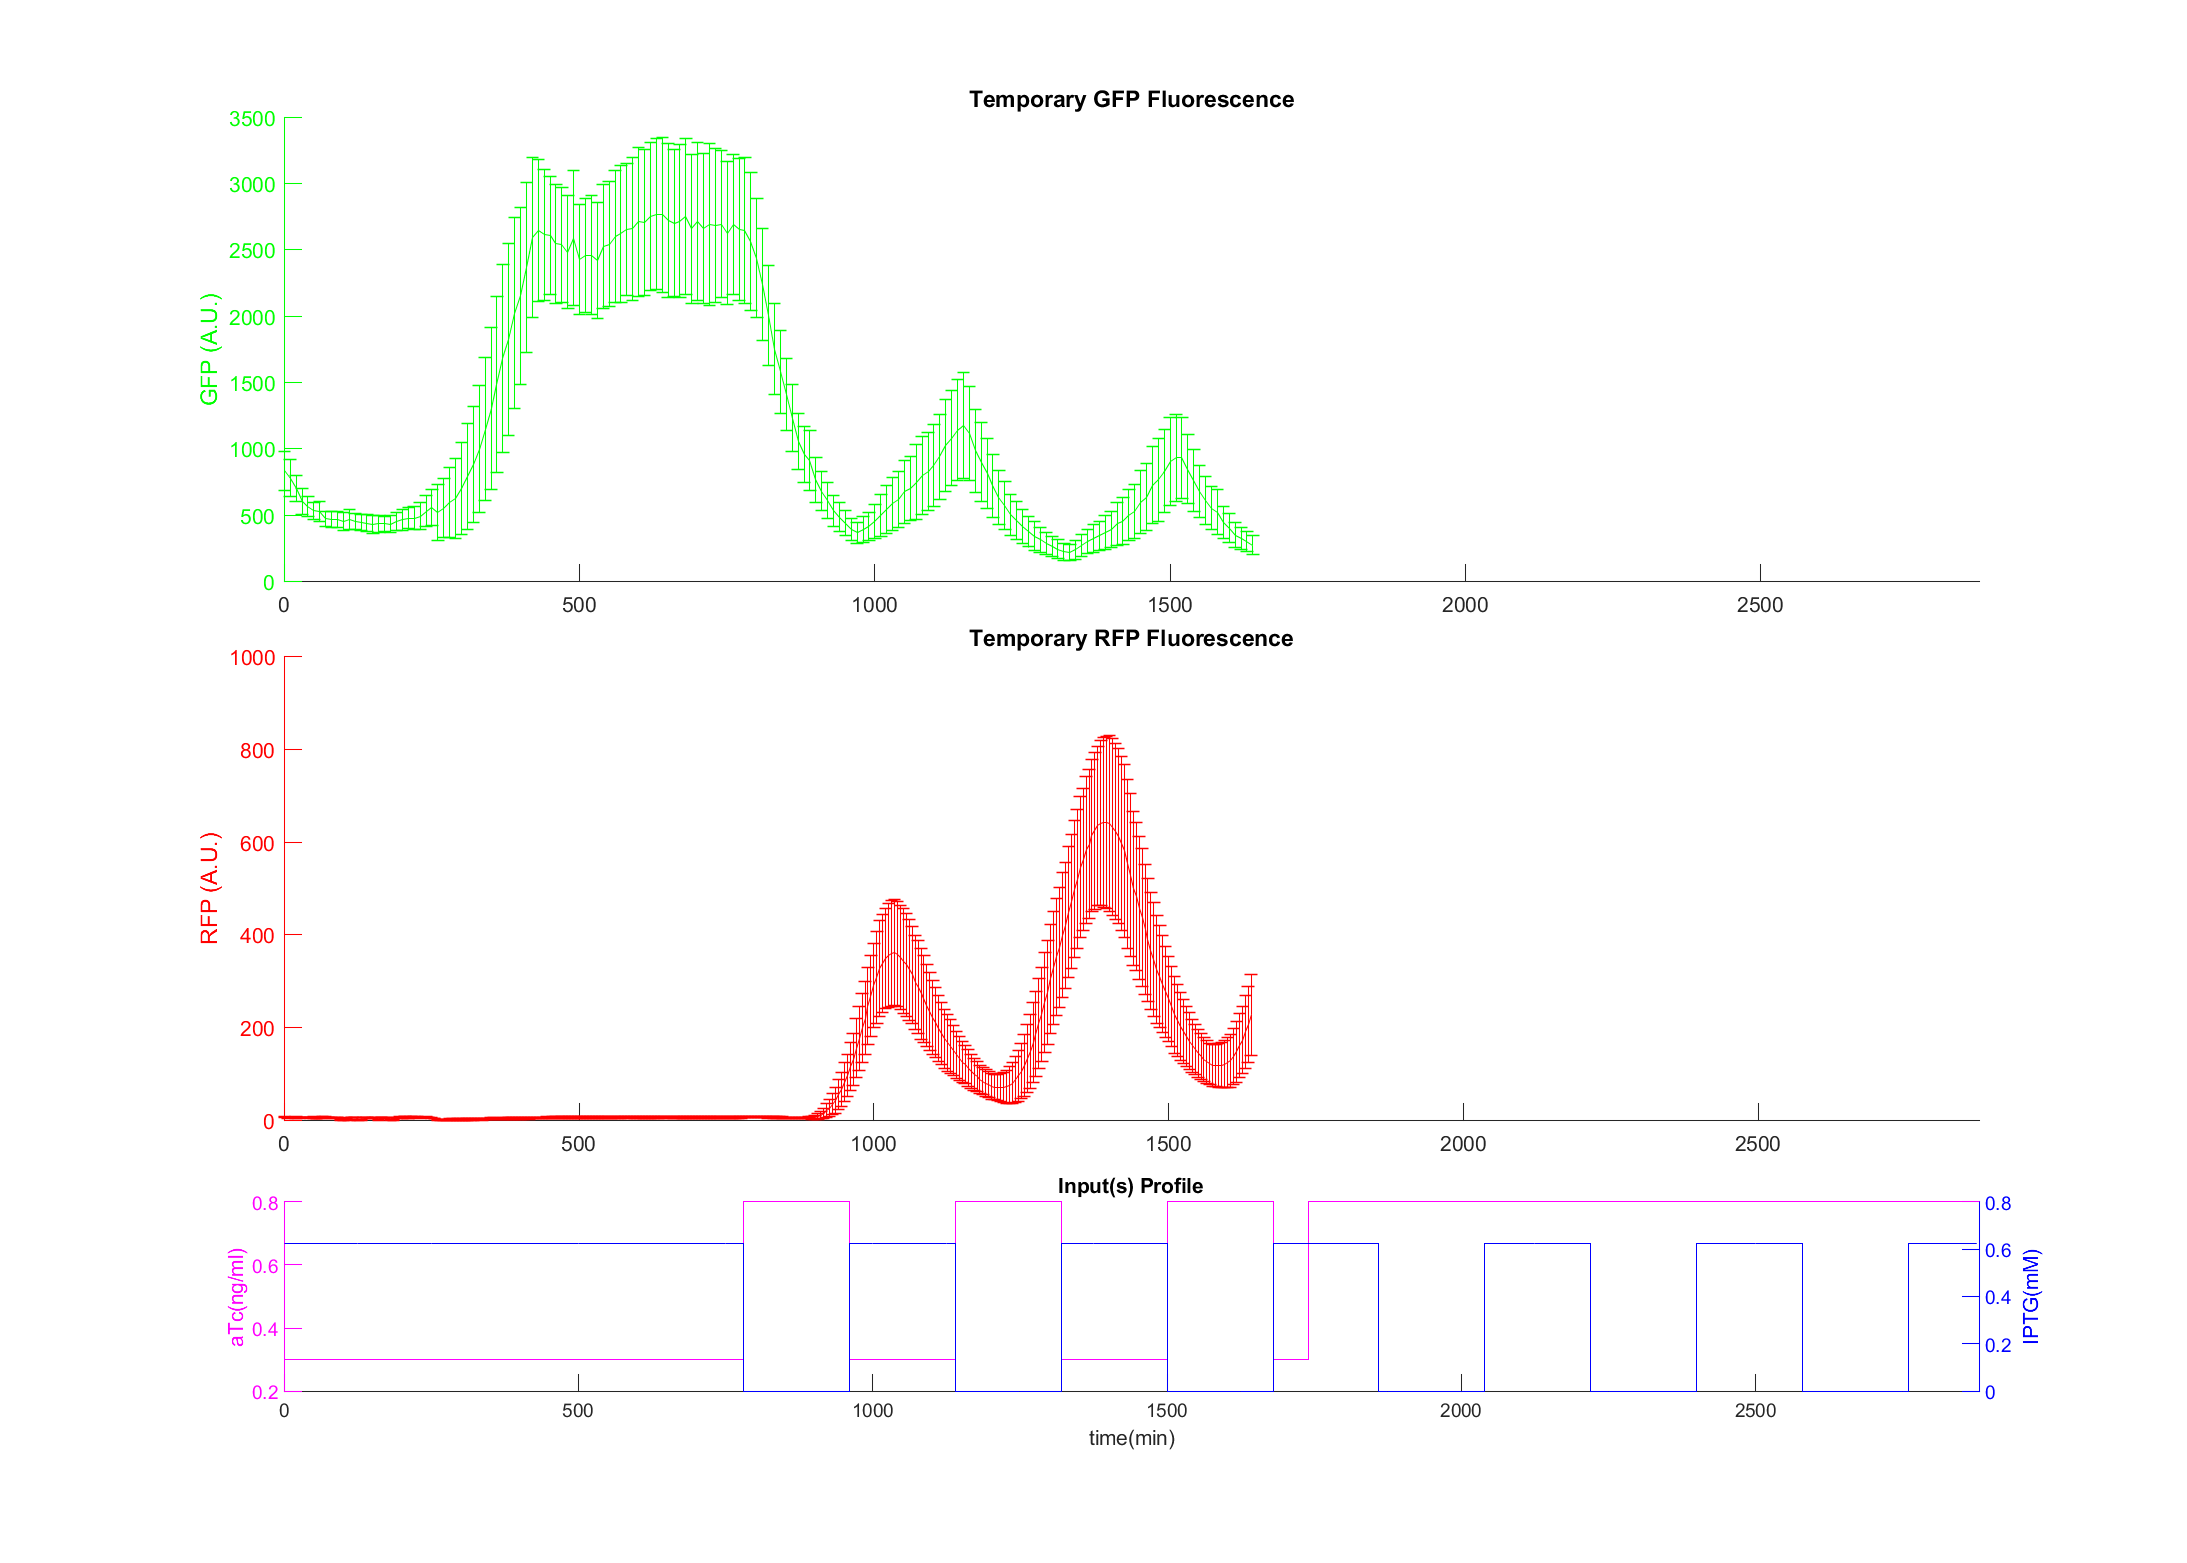 Temporary GFP Fluorescence
3500
3000
2500
2000
1500
1000
500
0
GFP (A.U.)
0 500 1000 1500 2000 2500
Temporary RFP Fluorescence
1000
800
600
400
200
0
RFP (A.U.)
0 500 1000 1500 2000 2500
Input(s) Profile
0.8
0.6
0.4
0.2
aTc(ng/ml)
0.8
0.6
0.4
0.2
0
IPTG(mM)
0 500 1000 1500 2000 2500
time(min)